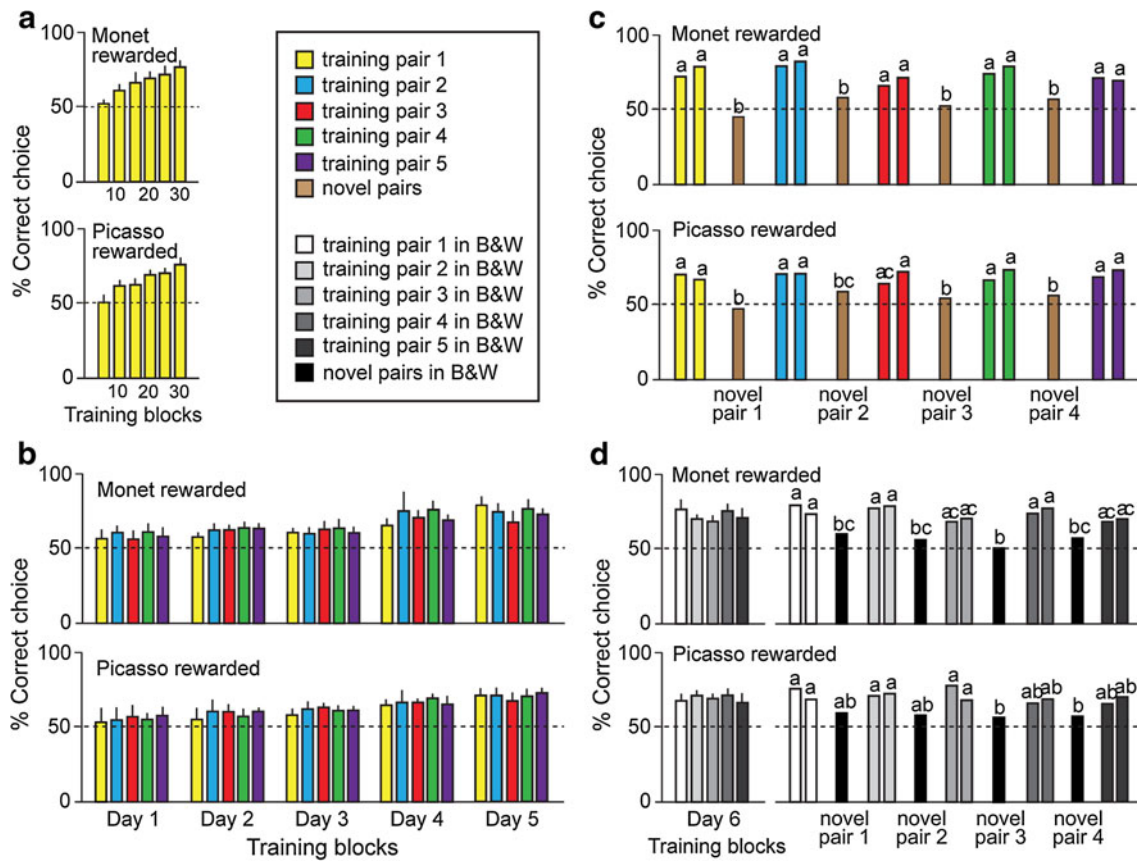 a
% Correct choice
100
50
0
Monet
rewarded
10 20 30
100
50
0
Picasso
rewarded
10 20 30
Training blocks
training pair 1
training pair 2
training pair 3
training pair 4
training pair 5
novel pairs
training pair 1 in B&W
training pair 2 in B&W
training pair 3 in B&W
training pair 4 in B&W
training pair 5 in B&W
novel pairs in B&W
b
% Correct choice
100
50
0
Monet rewarded
100
50
0
Picasso rewarded
Day 1 Day 2 Day 3 Day 4 Day 5
Training blocks
c
% Correct choice
100
50
0
Monet rewarded
a a b a a b a a b a a b a a
100
50
0
Picasso rewarded
a a b a a bc ac a b a a b a a
novel pair 1
novel pair 2
novel pair 3
novel pair 4
d
% Correct choice
100
50
0
Monet rewarded
a a bc a a bc ac ac b a a bc ac ac
100
50
0
Picasso rewarded
a a ab a a ab a a b ab ab b ab ab
Day 6
Training blocks
novel pair 1
novel pair 2
novel pair 3
novel pair 4